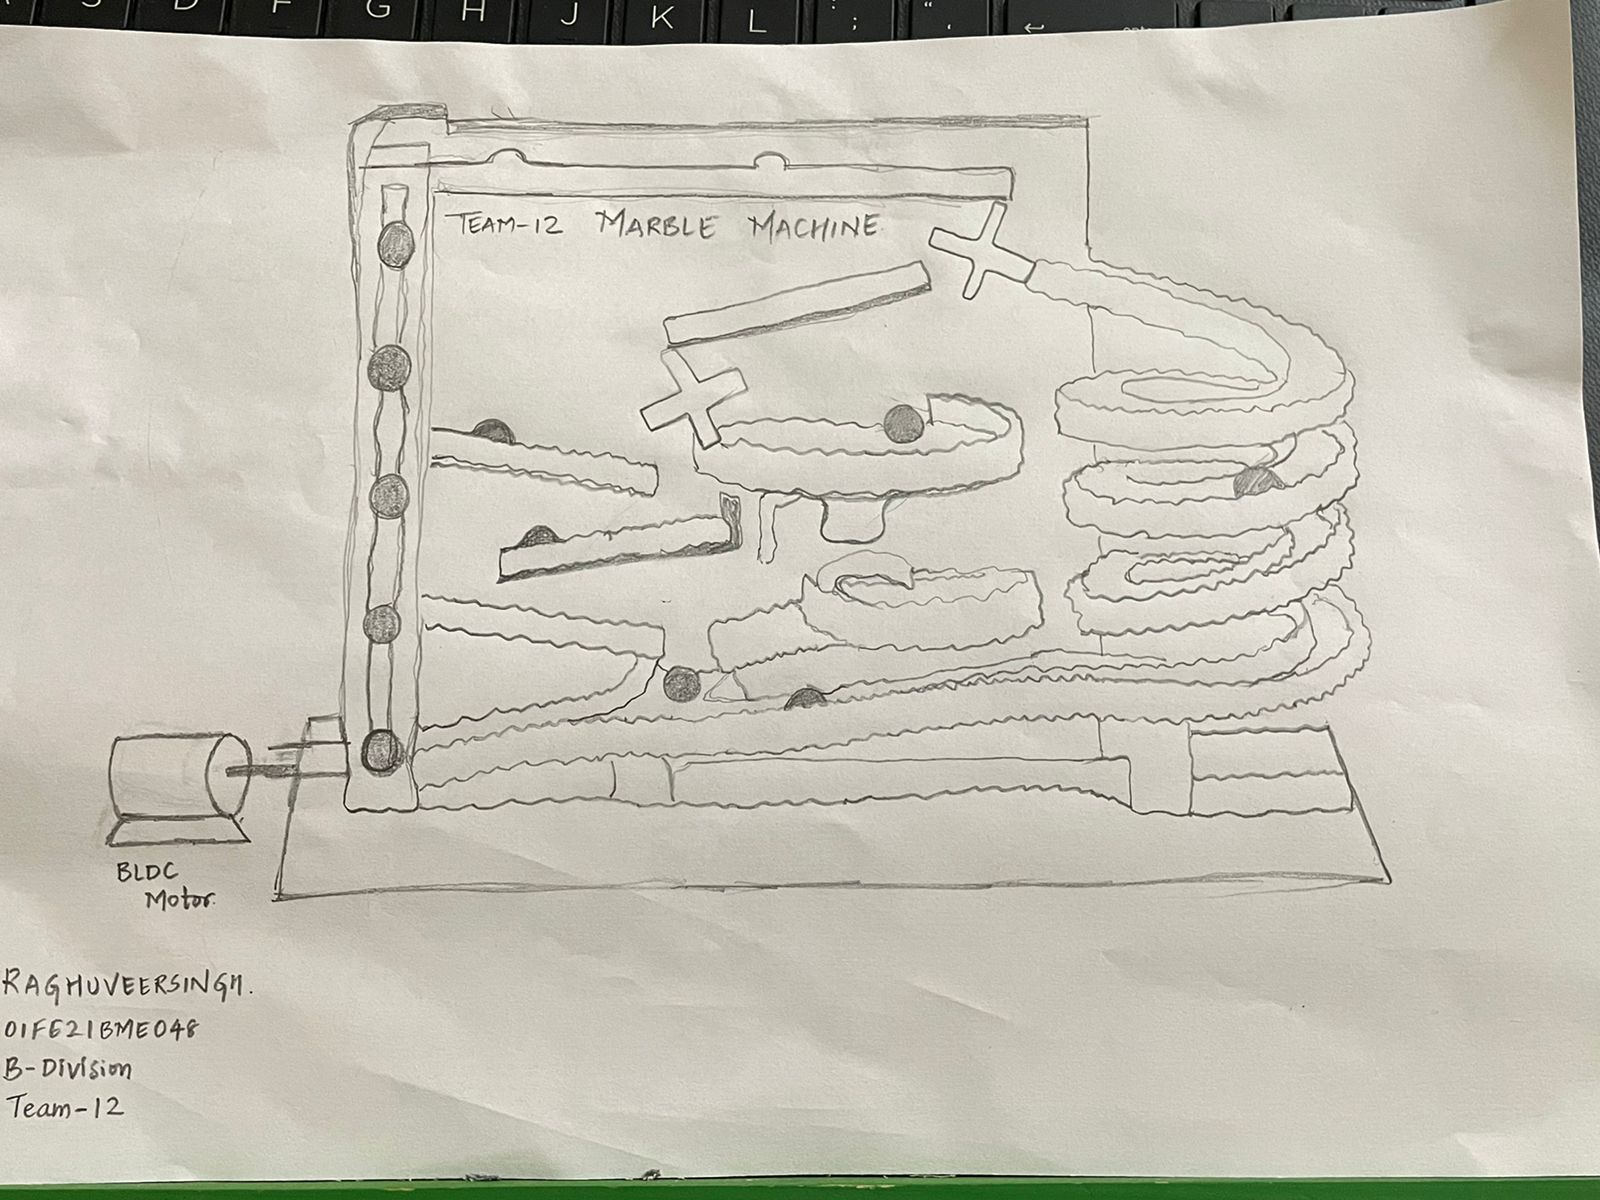 S D F G H J K L : ; " ,
TEAM-12 MARBLE MACHINE
BLDC
Motor.
RAGHUVEERSINGH.
01FE21BME048
B-Division
Team-12